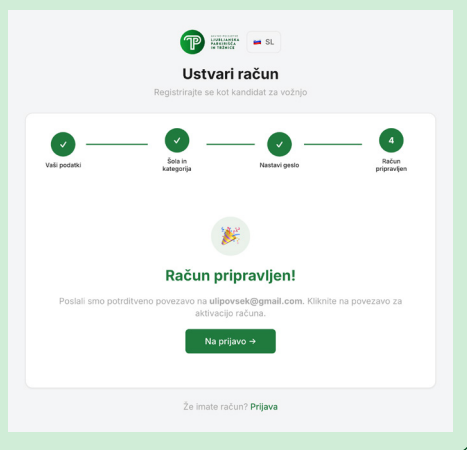 LJUBLJANSKA
PARKIRIŠČA
IN TRŽNICE
SL
Ustvari račun
Registrirajte se kot kandidat za vožnjo
4
Vaši podatki
Šola in
kategorija
Nastavi geslo
Račun
pripravljen
Račun pripravljen!
Poslali smo potrditveno povezavo na ulipovsek@gmail.com. Kliknite na povezavo za
aktivacijo računa.
Na prijavo →
Že imate račun? Prijava